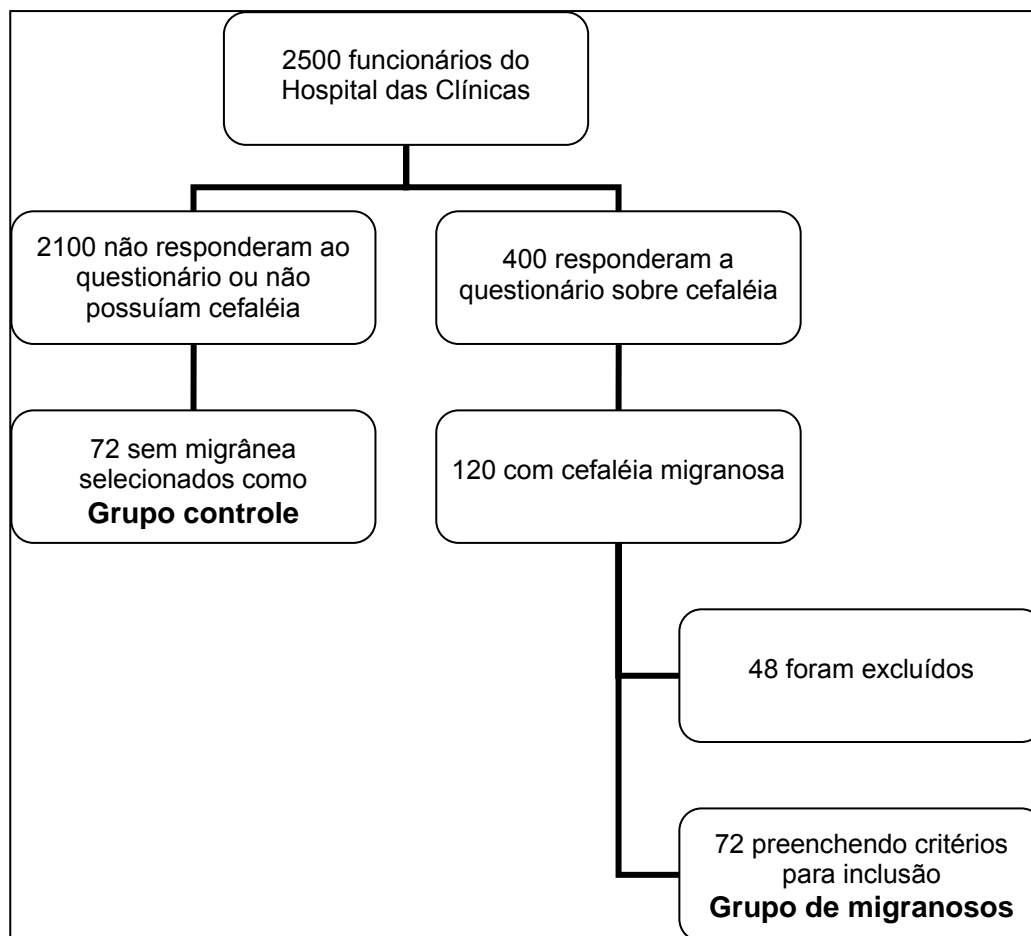 2500 funcionários do
Hospital das Clínicas
2100 não responderam ao
questionário ou não
possuíam cefaléia
400 responderam a
questionário sobre cefaléia
72 sem migrânea
selecionados como
Grupo controle
120 com cefaléia migranosa
48 foram excluídos
72 preenchendo critérios
para inclusão
Grupo de migranosos